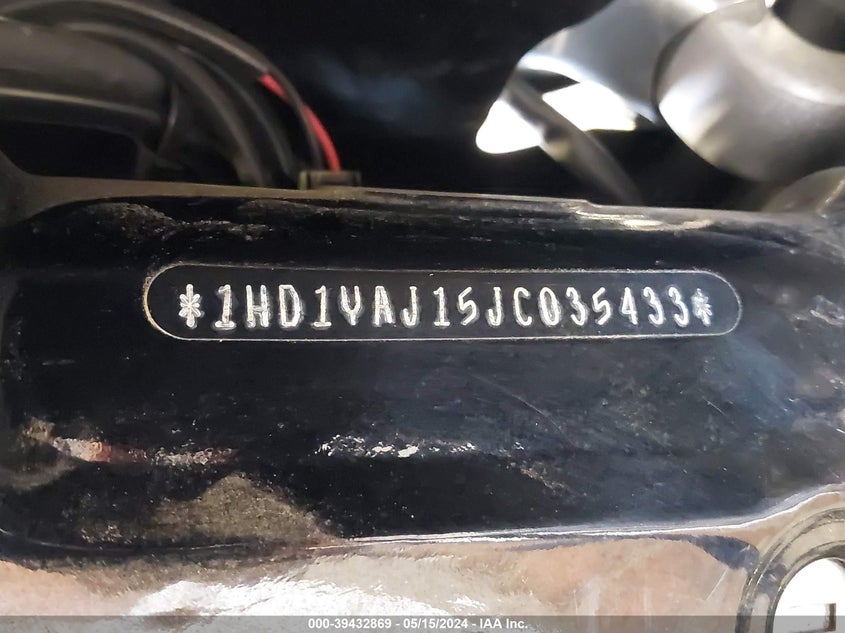 *1HD1YAJ15JC035433*
000-39432869 - 05/15/2024 - IAA Inc.